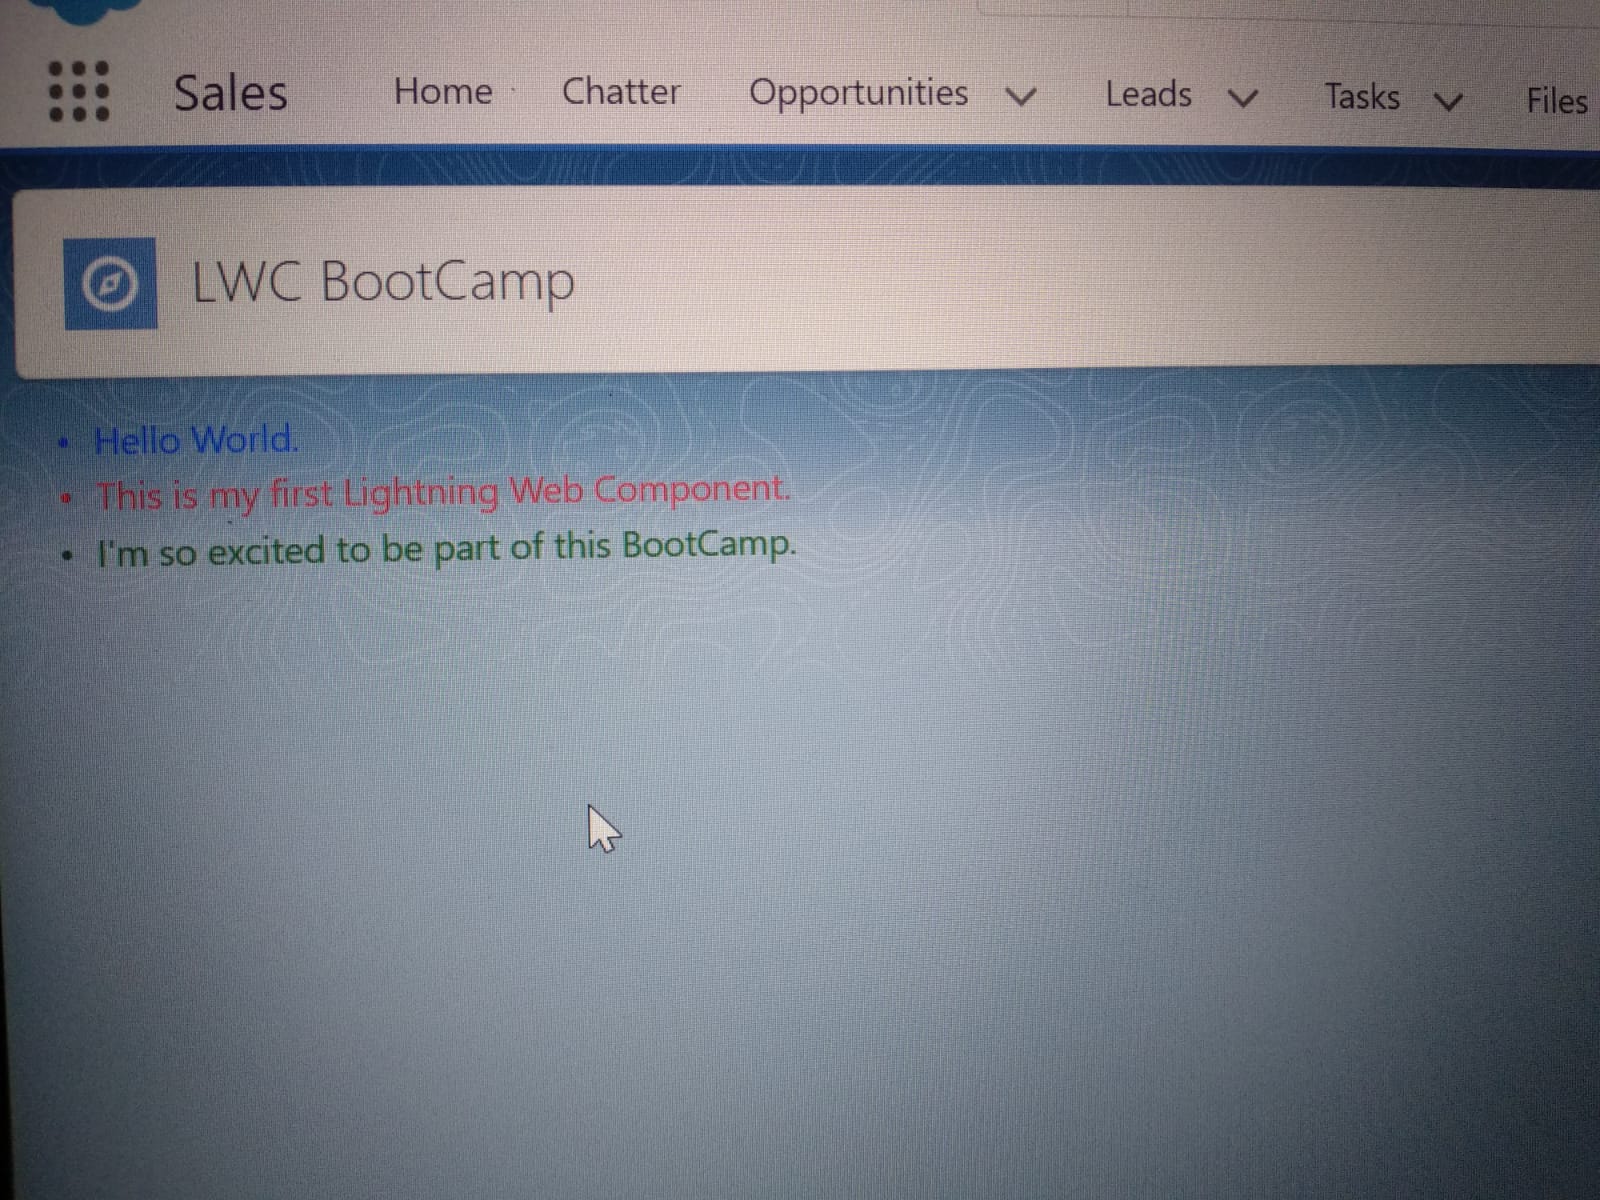 Sales Home Chatter Opportunities Leads Tasks Files
LWC BootCamp
• Hello World.
• This is my first Lightning Web Component.
• I'm so excited to be part of this BootCamp.